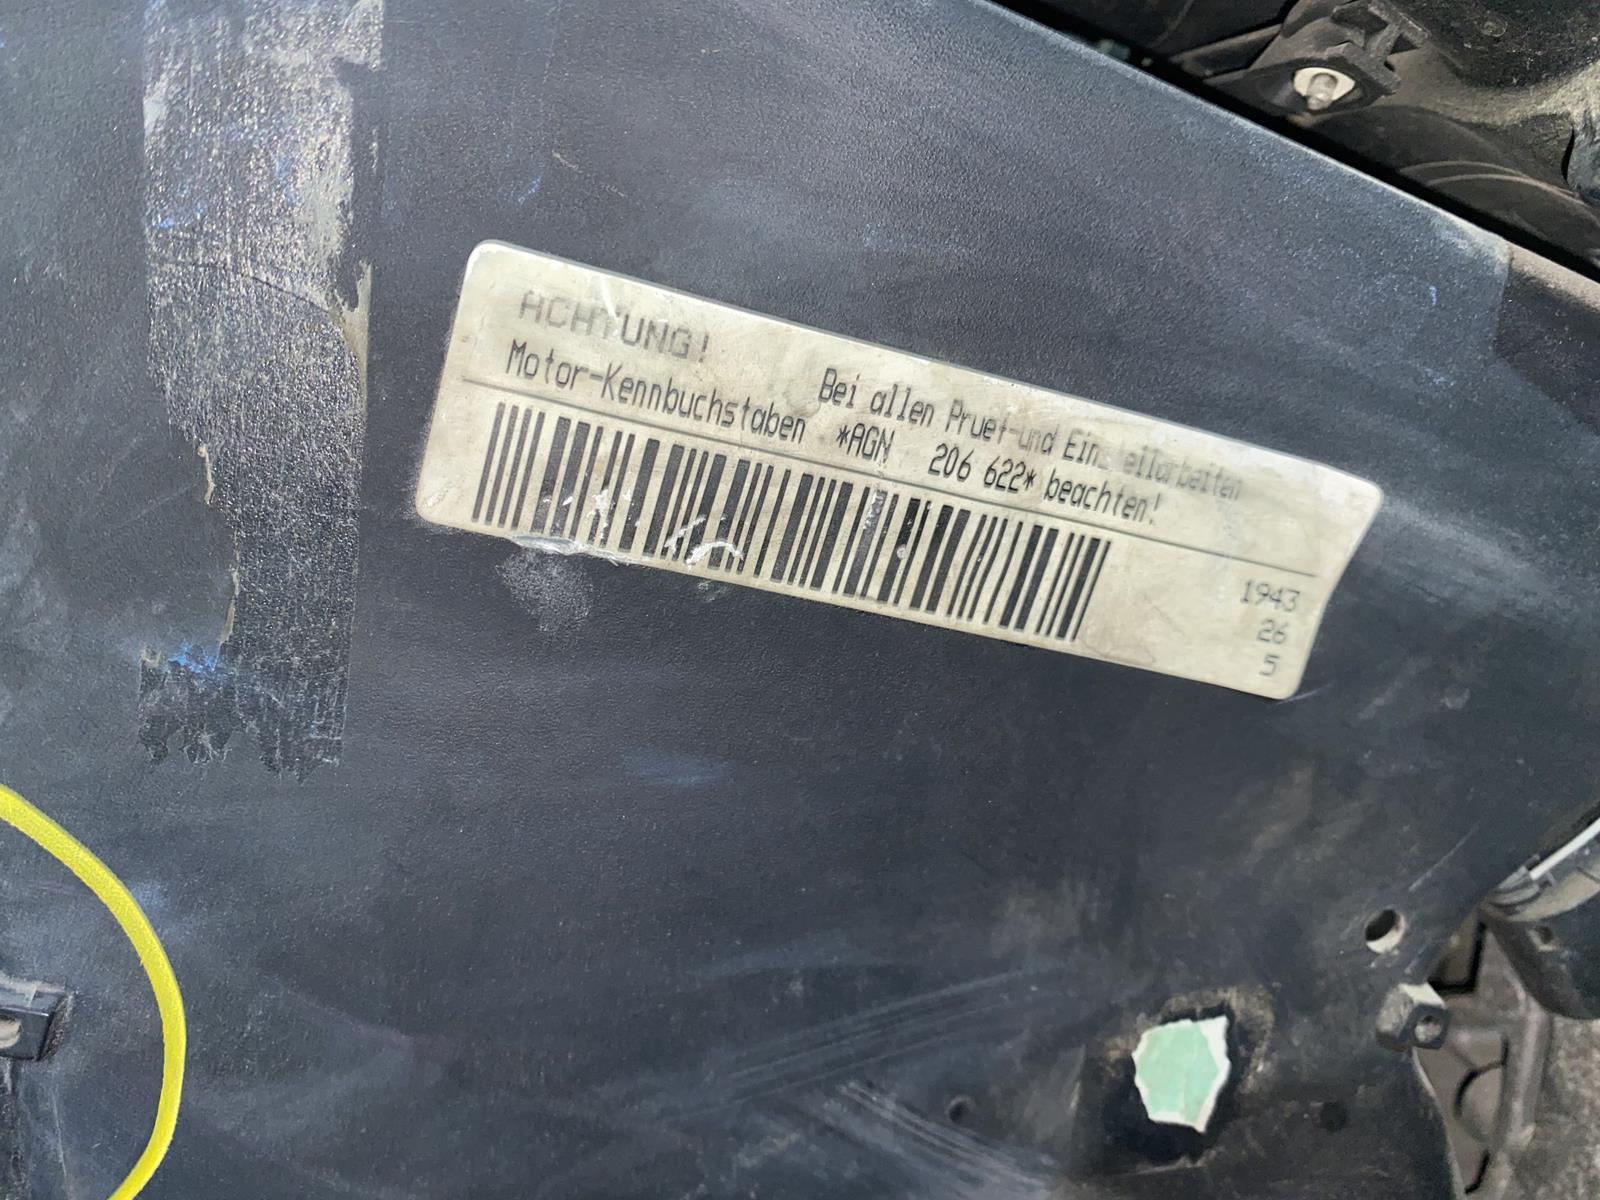 ACHTUNG!
Bei allen Pruef-und Einstellarbeiten
Motor-Kennbuchstaben *AGN 206 622* beachten!
1943
26
5